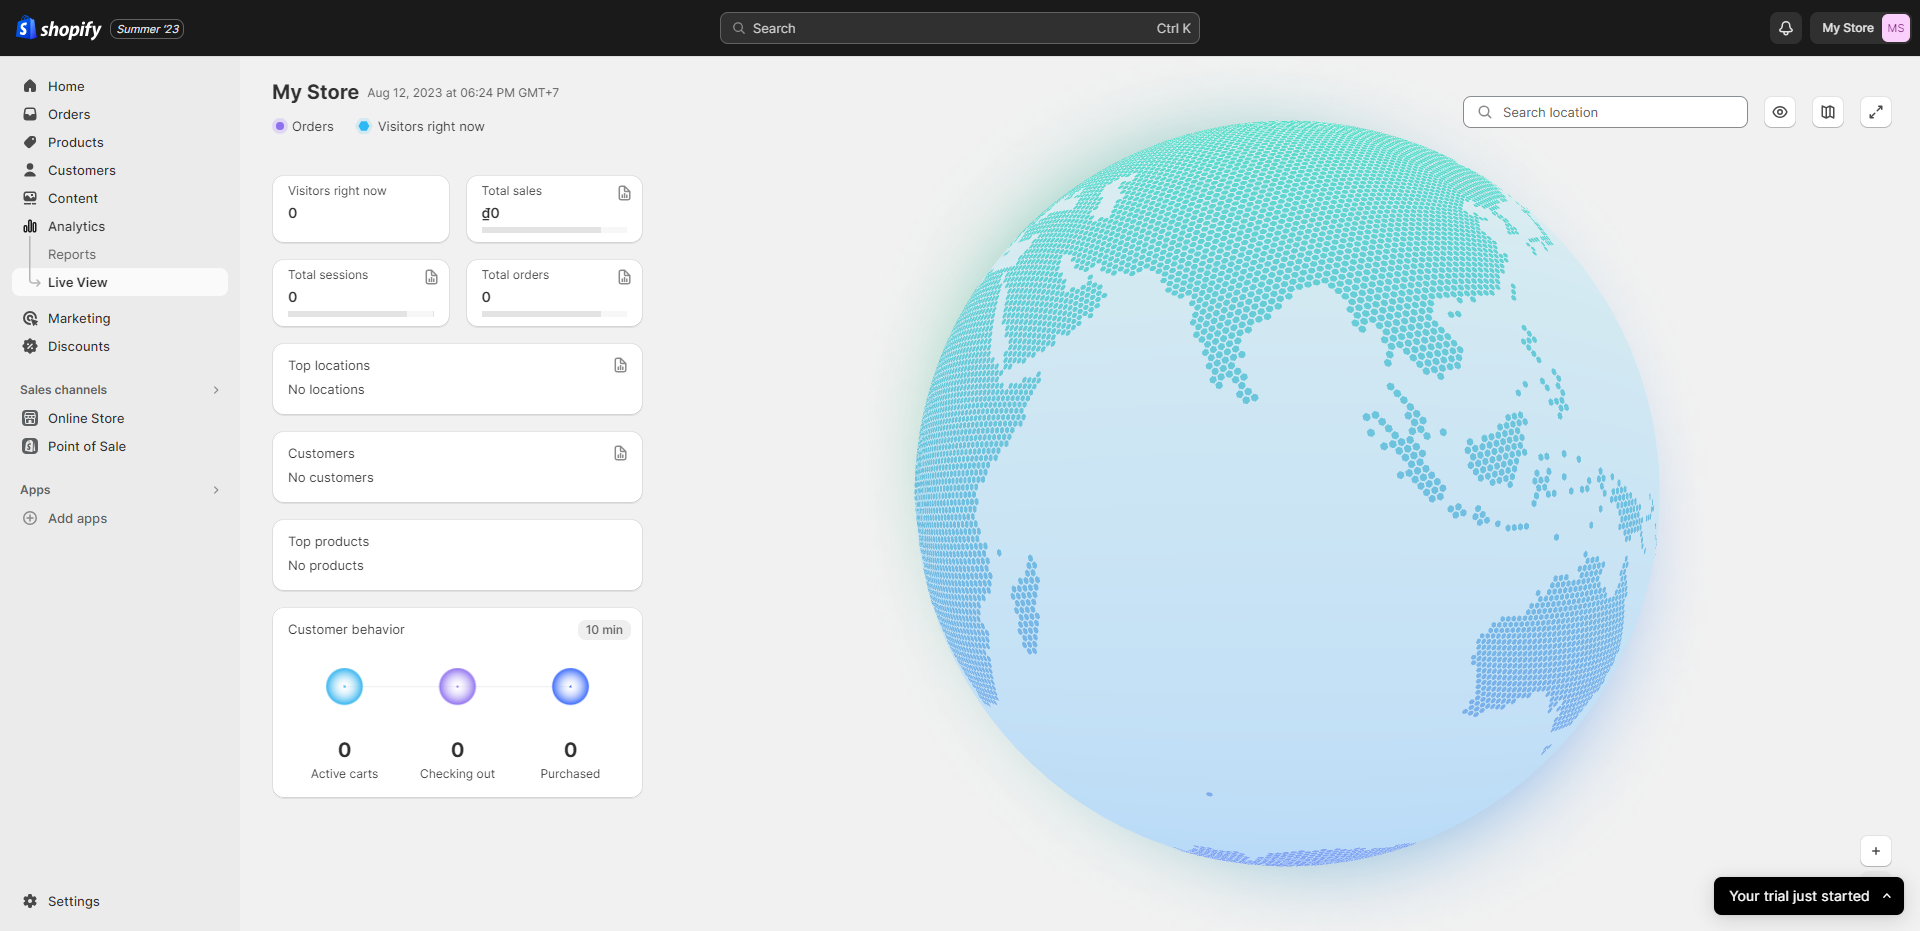 shopify Summer '23
Search Ctrl K
My Store MS
Home
Orders
Products
Customers
Content
Analytics
Reports
Live View
Marketing
Discounts
Sales channels
Online Store
Point of Sale
Apps
Add apps
Settings
My Store Aug 12, 2023 at 06:24 PM GMT+7
Orders Visitors right now
Search location
Visitors right now
0
Total sales
₫0
Total sessions
0
Total orders
0
Top locations
No locations
Customers
No customers
Top products
No products
Customer behavior 10 min
0 0 0
Active carts Checking out Purchased
+
Your trial just started